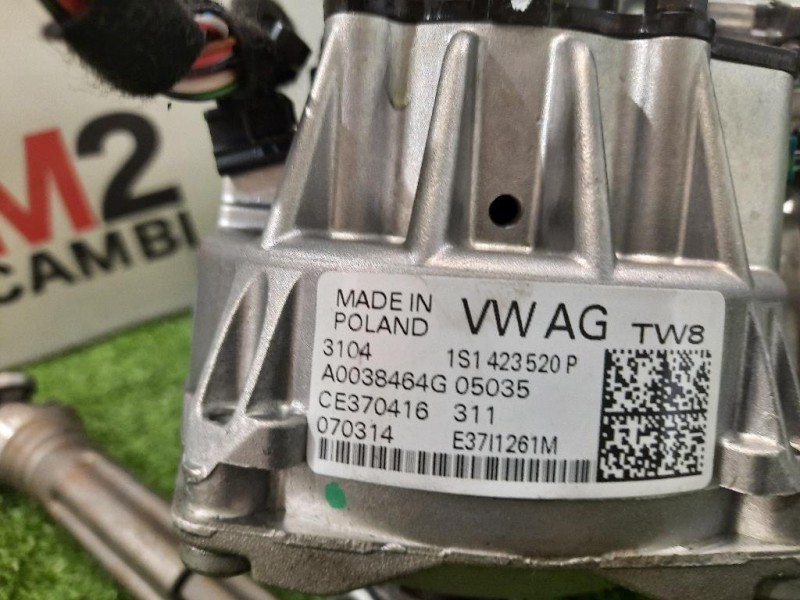 M2
CAMBI
MADE IN
POLAND
VW AG
TW8
3104
1S1 423 520 P
A0038464G 05035
CE370416 311
070314
E37I1261M